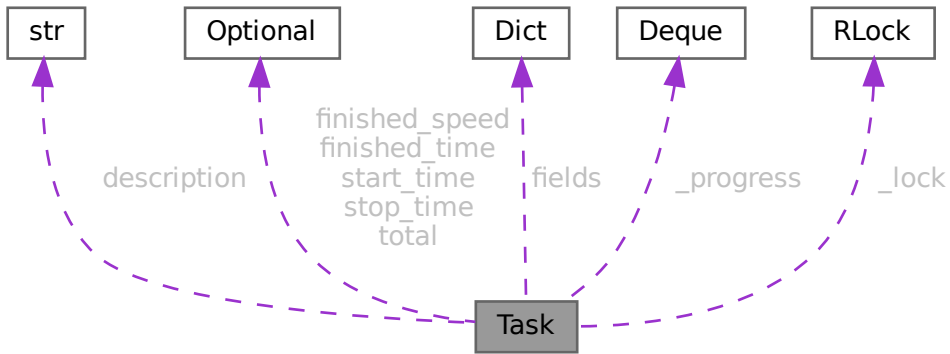 str
Optional
Dict
Deque
RLock
finished_speed
finished_time
start_time
stop_time
total
description
fields
_progress
_lock
Task